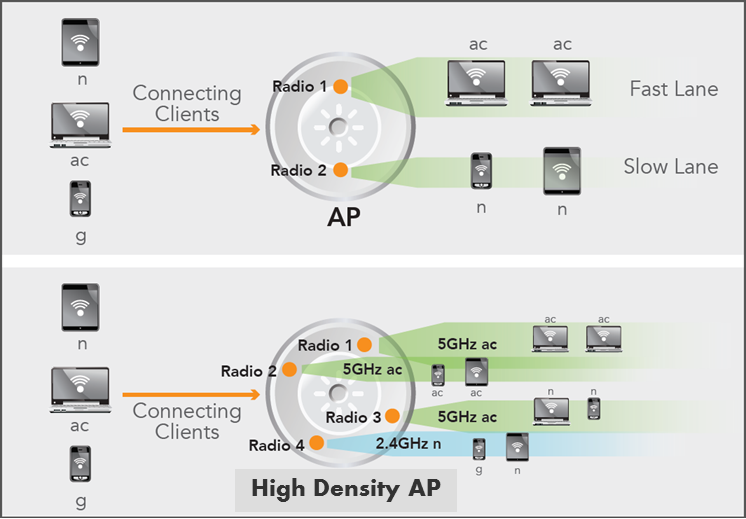 n
Connecting
Clients
ac
g
Radio 1
Radio 2
AP
ac ac
Fast Lane
Slow Lane
n n
n
Connecting
Clients
ac
g
Radio 1
5GHz ac
ac ac
Radio 2
5GHz ac
ac ac
Radio 3
5GHz ac
n n
Radio 4
2.4GHz n
g n
High Density AP